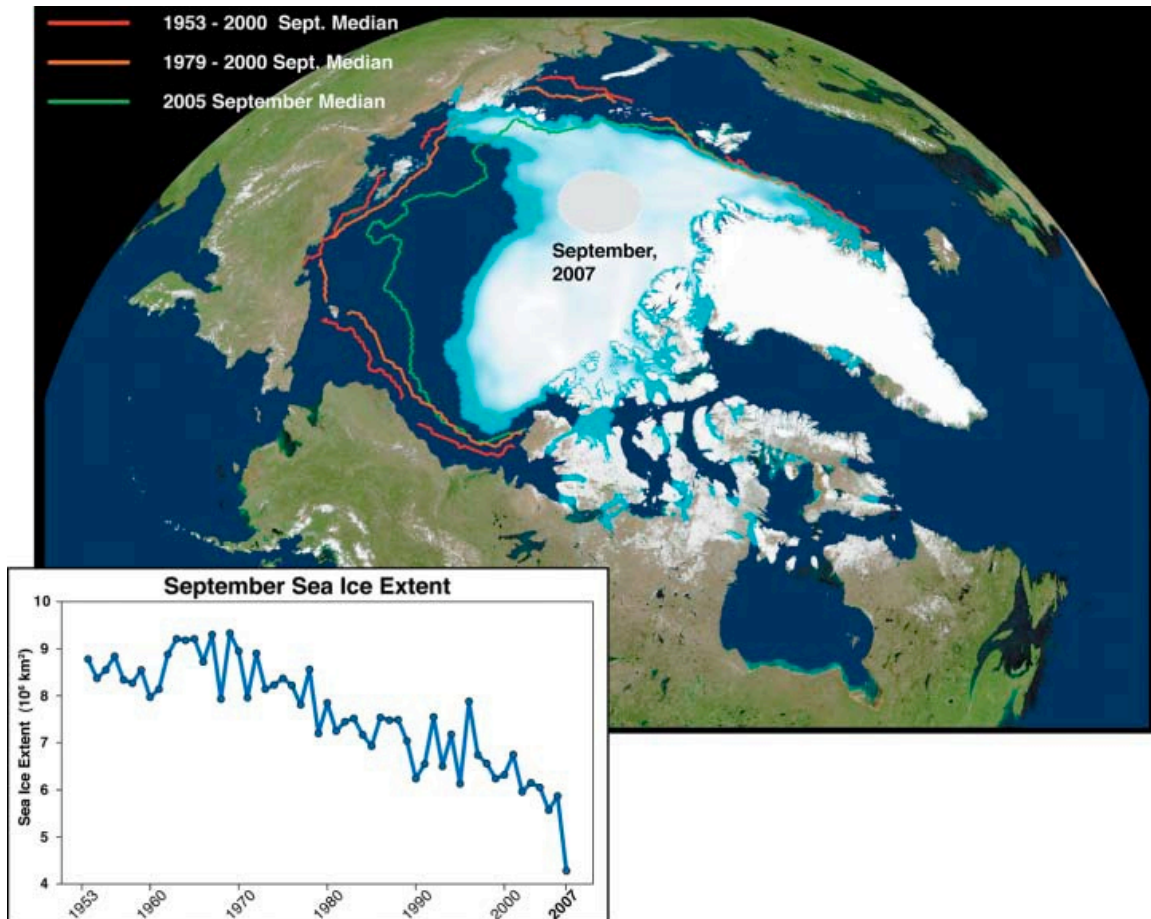 1953 - 2000 Sept. Median
1979 - 2000 Sept. Median
2005 September Median
September,
2007
September Sea Ice Extent
Sea Ice Extent (10⁶ km²)
10
9
8
7
6
5
4
1953
1960
1970
1980
1990
2000
2007